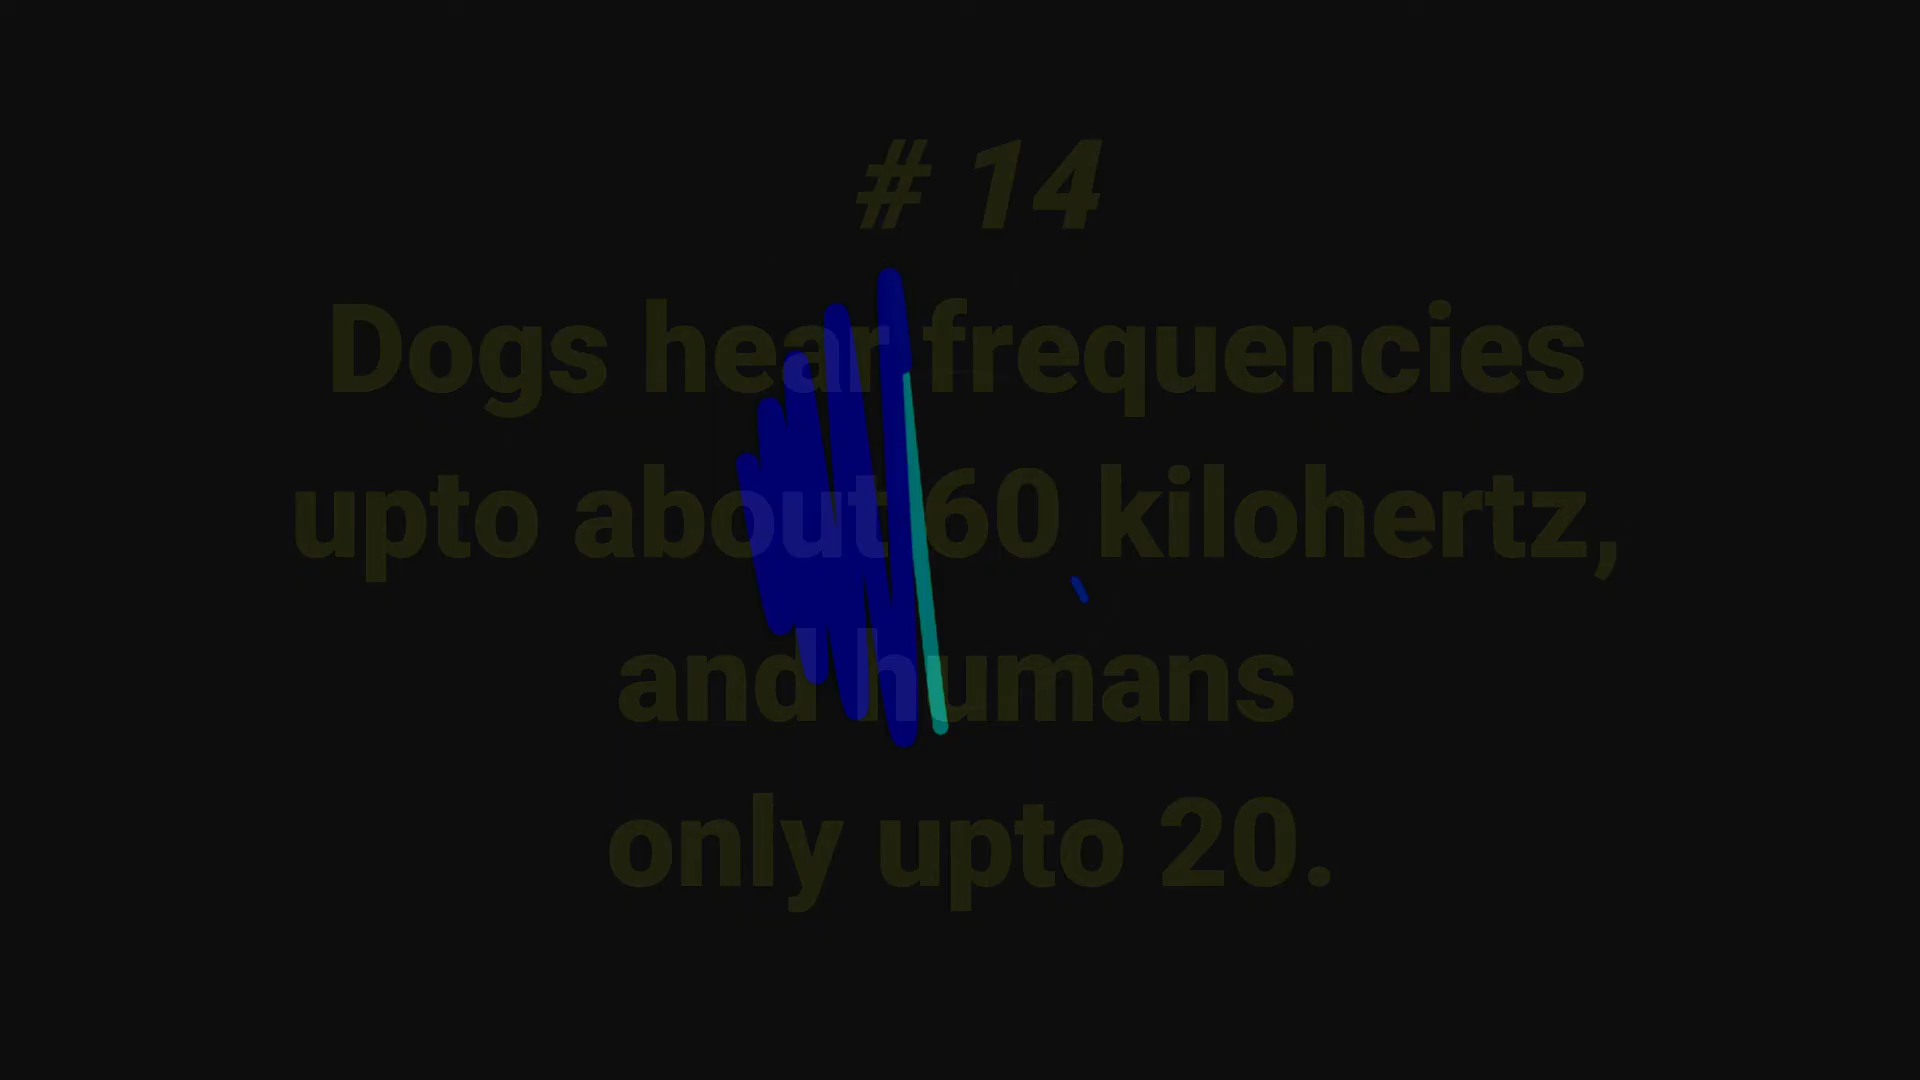 # 14
Dogs hear frequencies
upto about 60 kilohertz,
and humans
only upto 20.